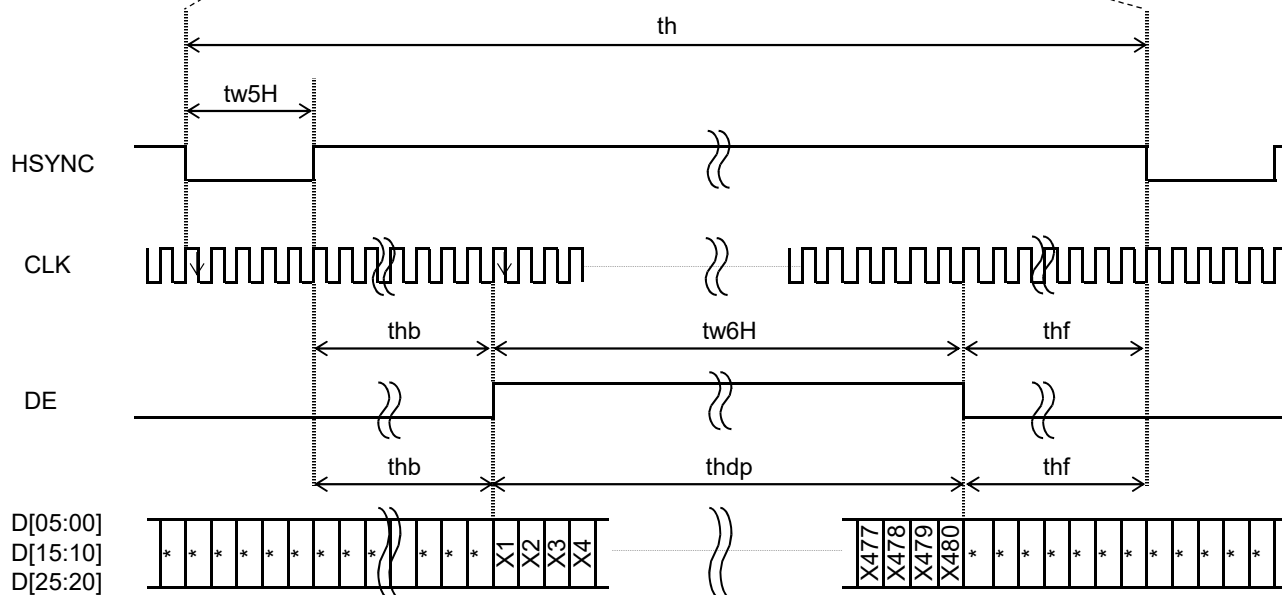 th
tw5H
HSYNC
CLK
thb tw6H thf
DE
thb thdp thf
D[05:00]
D[15:10]
D[25:20]
* * * * * * * * * * * * X1 X2 X3 X4 X477 X478 X479 X480 * * * * * * * * * * * *